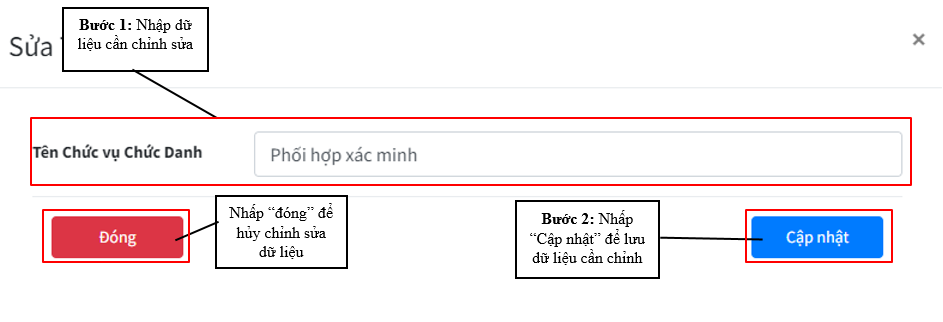 Bước 1: Nhập dữ
liệu cần chỉnh sửa
Sửa
×
Tên Chức vụ Chức Danh
Phối hợp xác minh
Đóng
Nhấp “đóng” để
hủy chỉnh sửa
dữ liệu
Bước 2: Nhấp
“Cập nhật” để lưu
dữ liệu cần chỉnh
Cập nhật